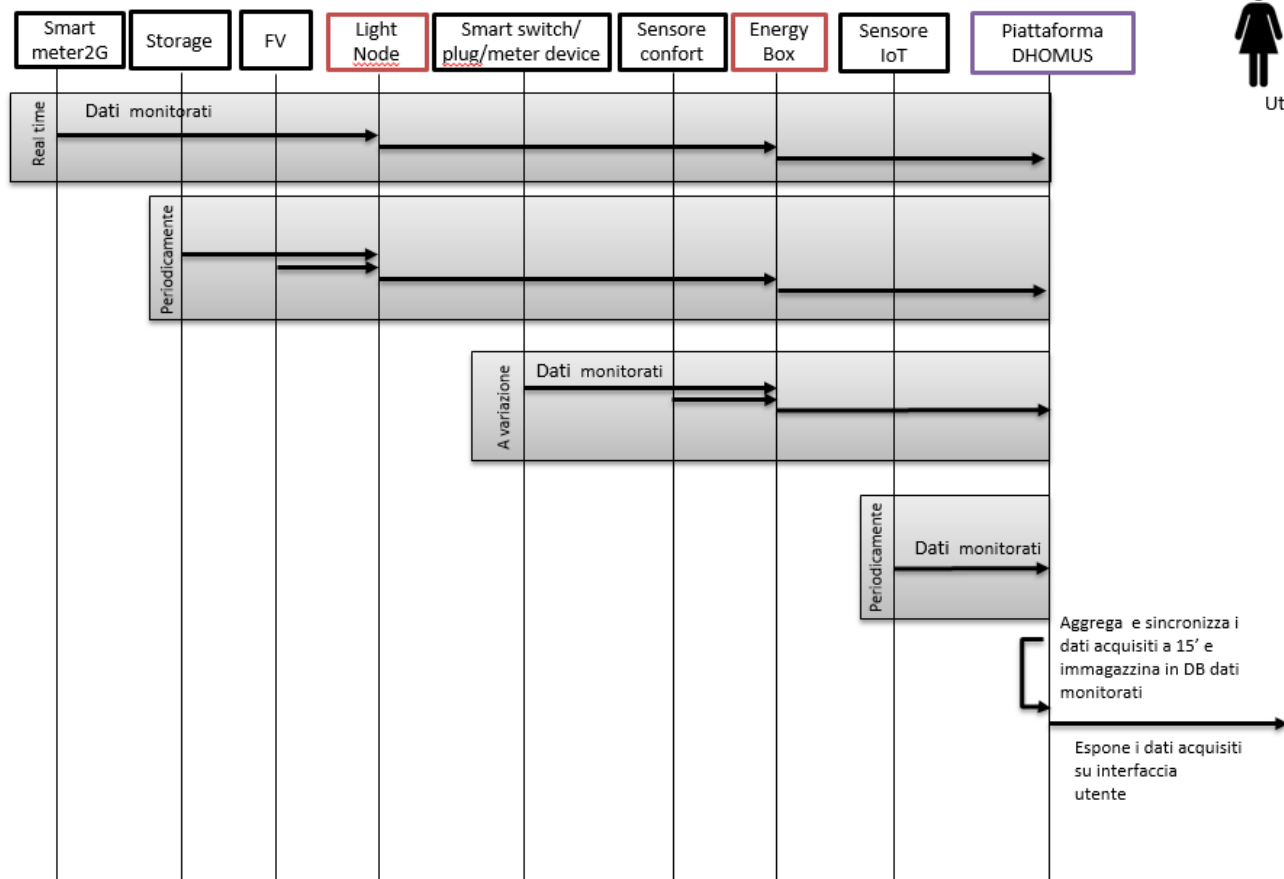 Smart
meter2G
Storage
FV
Light
Node
Smart switch/
plug/meter device
Sensore
confort
Energy
Box
Sensore
IoT
Piattaforma
DHOMUS
Ut
Real time
Dati monitorati
Periodicamente
A variazione
Dati monitorati
Periodicamente
Dati monitorati
Aggrega e sincronizza i
dati acquisiti a 15’ e
immagazzina in DB dati
monitorati
Espone i dati acquisiti
su interfaccia
utente